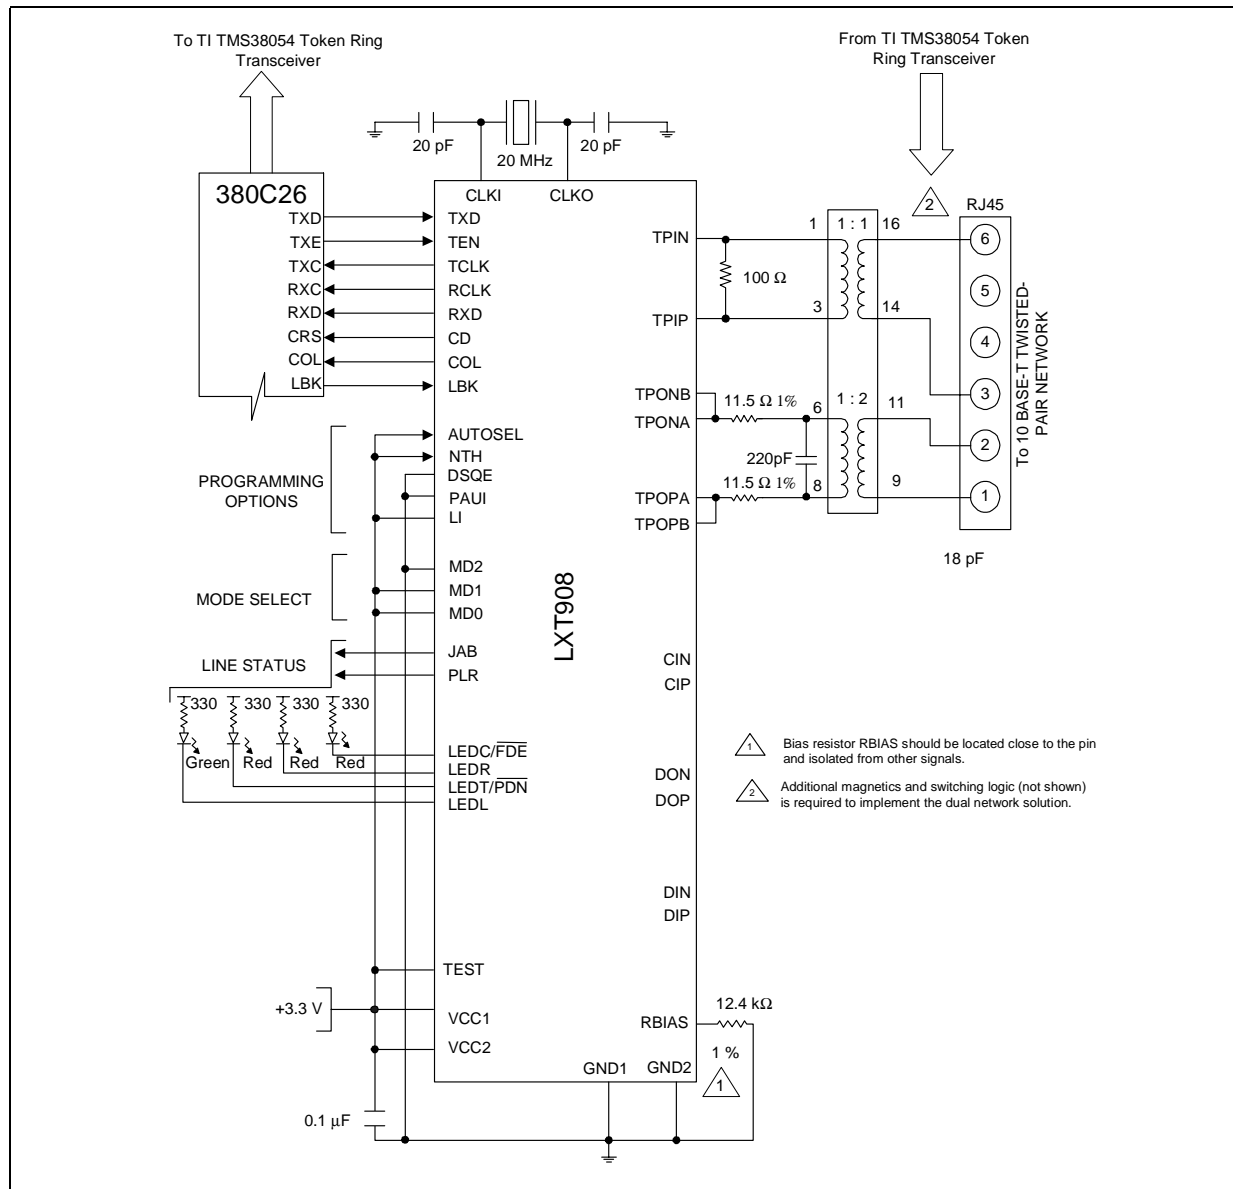 To TI TMS38054 Token Ring
Transceiver
From TI TMS38054 Token
Ring Transceiver
20 pF
20 MHz
20 pF
380C26
CLKI
CLKO
2
RJ45
TXD
TXE
TXC
RXC
RXD
CRS
COL
LBK
TXD
TEN
TCLK
RCLK
RXD
CD
COL
LBK
TPIN
TPIP
100 Ω
1
1 : 1
16
3
14
TPONB
TPONA
11.5 Ω 1%
6
1 : 2
11
220pF
TPOPA
TPOPB
11.5 Ω 1%
8
9
6
5
4
3
2
1
To 10 BASE-T TWISTED-
PAIR NETWORK
18 pF
PROGRAMMING
OPTIONS
AUTOSEL
NTH
DSQE
PAUI
LI
MODE SELECT
MD2
MD1
MD0
LXT908
LINE STATUS
JAB
PLR
330
330
330
330
Green
Red
Red
Red
LEDC/FDE
LEDR
LEDT/PDN
LEDL
CIN
CIP
DON
DOP
DIN
DIP
1
Bias resistor RBIAS should be located close to the pin
and isolated from other signals.
2
Additional magnetics and switching logic (not shown)
is required to implement the dual network solution.
TEST
+3.3 V
VCC1
VCC2
RBIAS
12.4 kΩ
1 %
1
GND1
GND2
0.1 μF